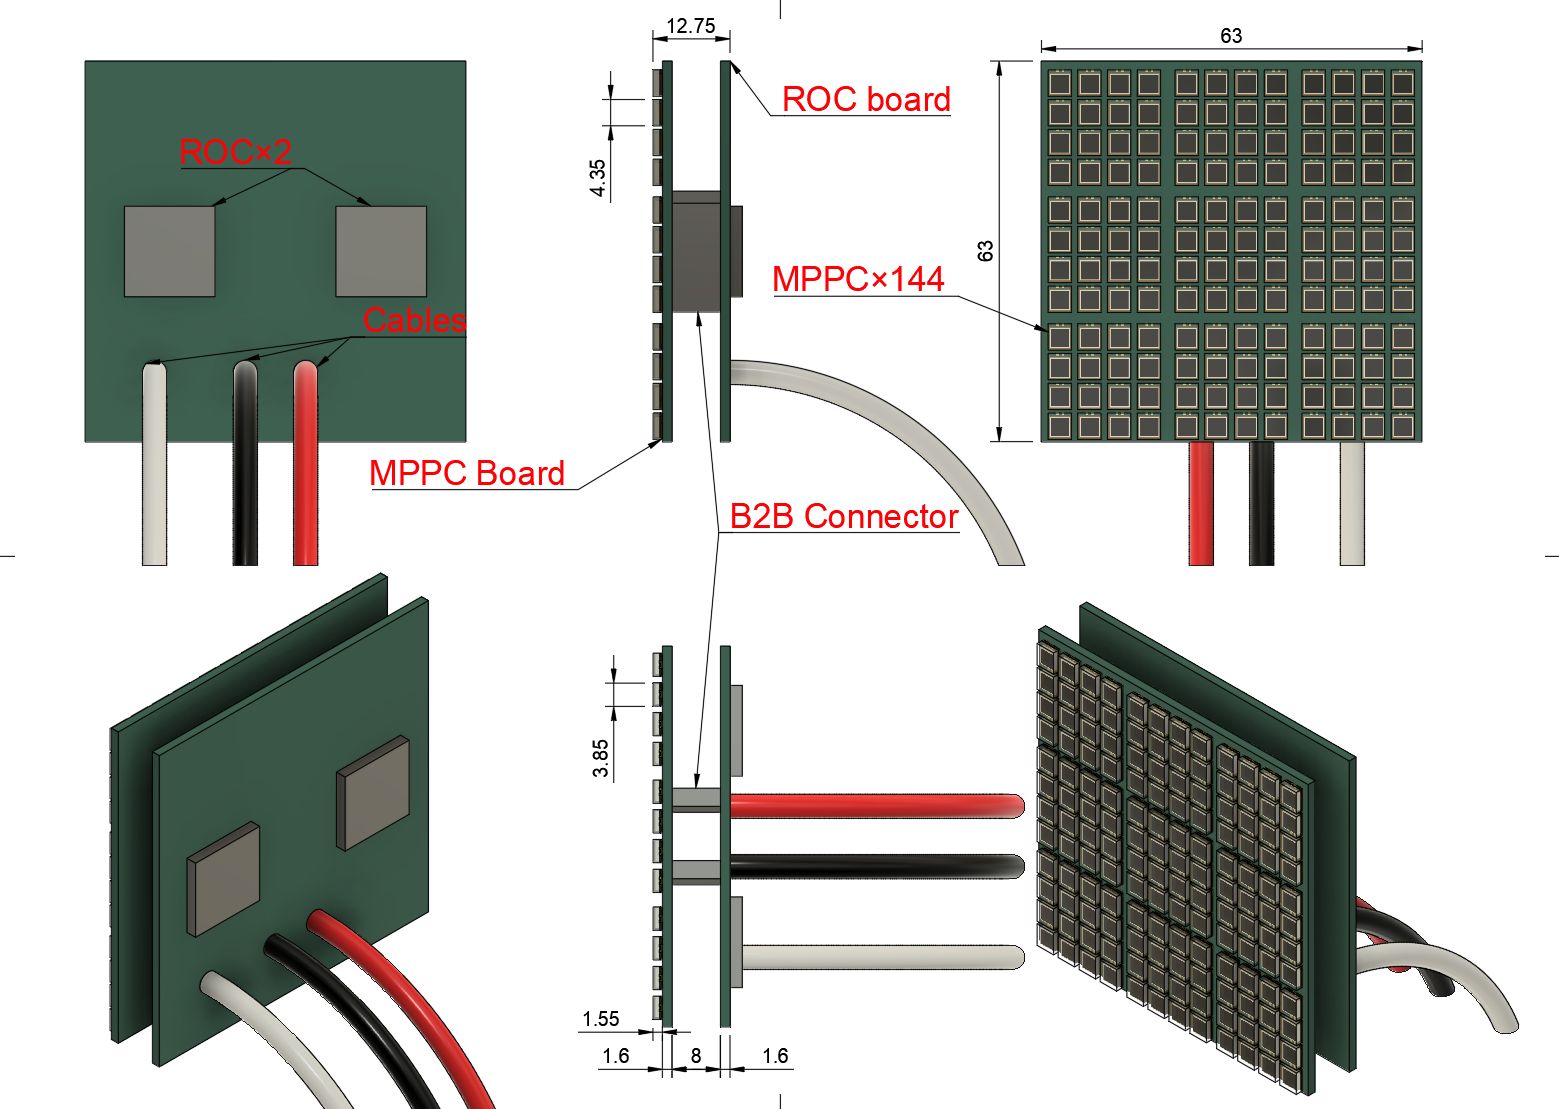 12.75
63
ROC board
ROC×2
4.35
63
MPPC×144
Cables
MPPC Board
B2B Connector
3.85
1.55
1.6
8
1.6